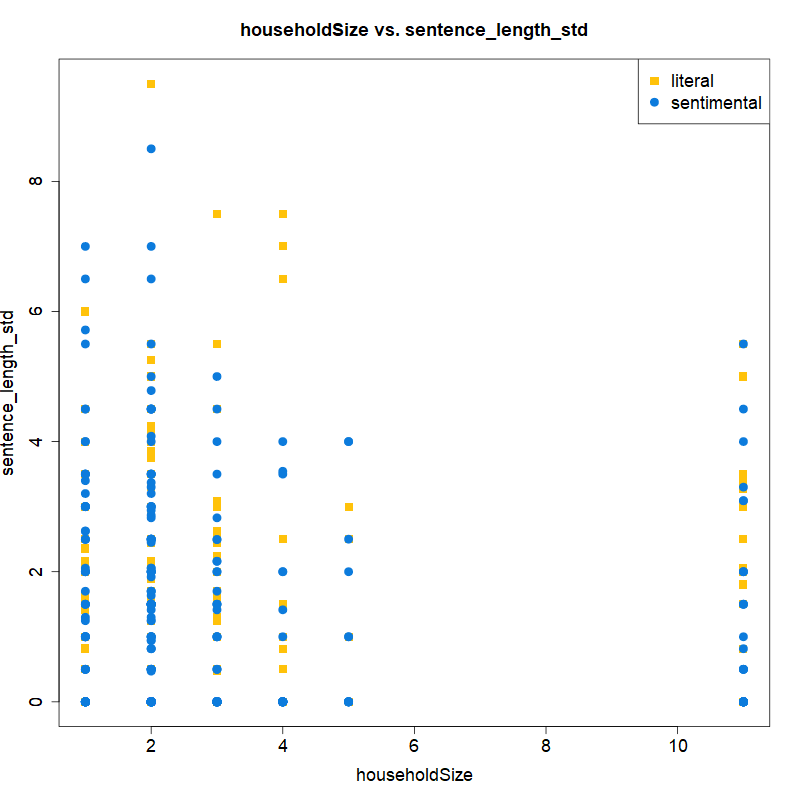 householdSize vs. sentence_length_std
literal
sentimental
8
6
4
2
0
sentence_length_std
2 4 6 8 10
householdSize